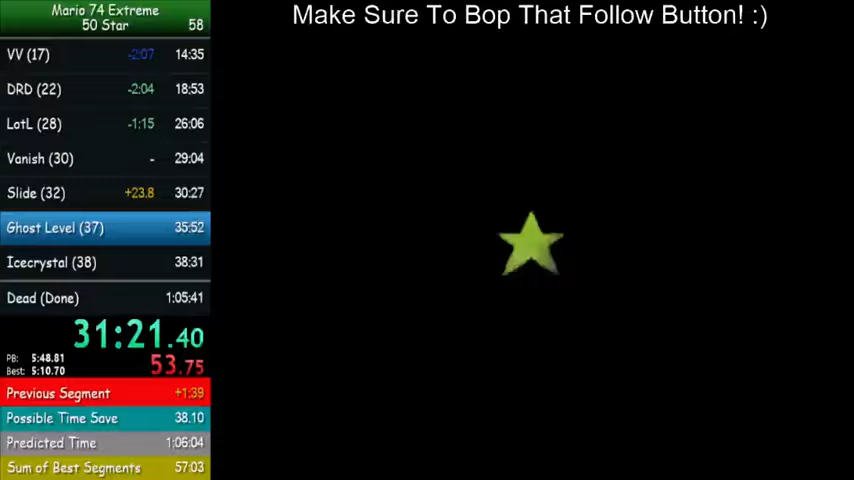 Mario 74 Extreme
50 Star 58
Make Sure To Bop That Follow Button! :)
VV (17) -2:07 14:35
DRD (22) -2:04 18:53
LotL (28) -1:15 26:06
Vanish (30) - 29:04
Slide (32) +23.8 30:27
Ghost Level (37) 35:52
Icecrystal (38) 38:31
Dead (Done) 1:05:41
31:21.40
PB: 5:48.81
Best: 5:10.70
53.75
Previous Segment +1:39
Possible Time Save 38.10
Predicted Time 1:06:04
Sum of Best Segments 57:03